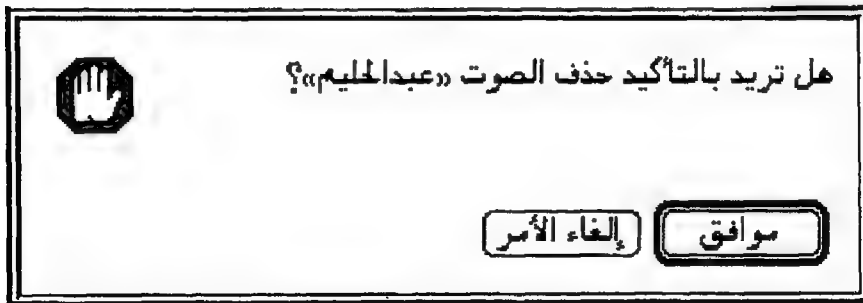 هل تريد بالتأكيد حذف الصوت «عبدالحليم»؟
موافق
إلغاء الأمر